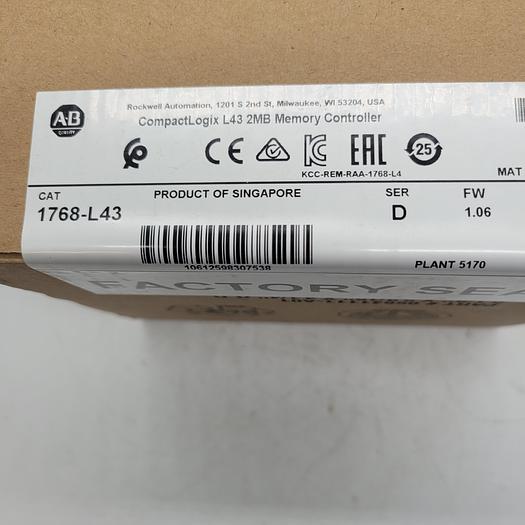 A-B
QUALITY
Rockwell Automation, 1201 S 2nd St, Milwaukee, WI 53204, USA
CompactLogix L43 2MB Memory Controller
CE
EAC
25
KCC-REM-RAA-1768-L4
MAT
CAT
PRODUCT OF SINGAPORE
SER
FW
1768-L43
D
1.06
10612598307538
PLANT 5170
FACTORY SEA